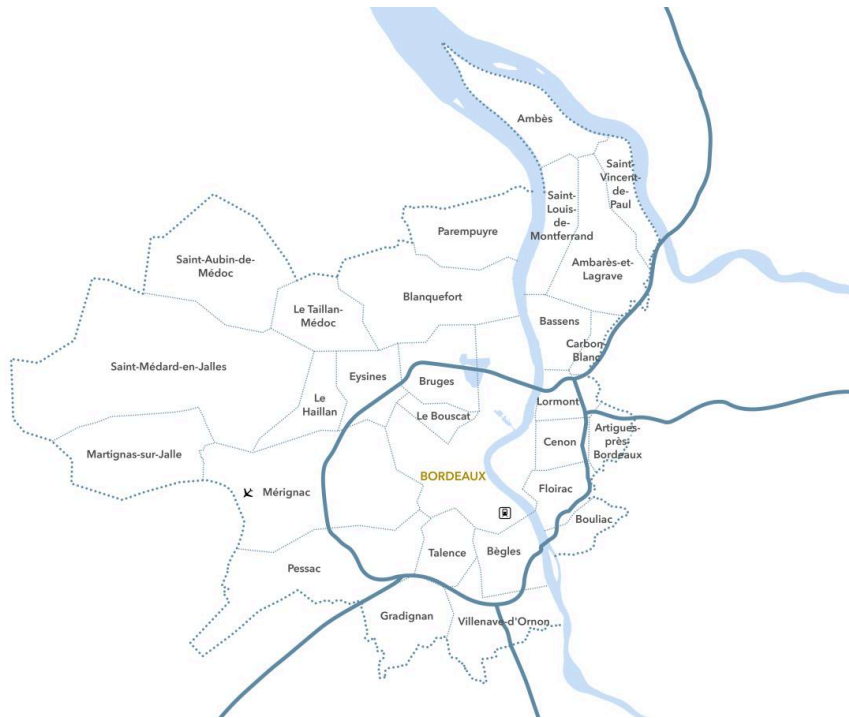 Ambès
Saint-
Vincent-
de-
Paul
Saint-
Louis-
de-
Montferrand
Parempuyre
Saint-Aubin-de-
Médoc
Ambarès-et-
Lagrave
Blanquefort
Le Taillan-
Médoc
Bassens
Carbon-
Blanc
Saint-Médard-en-Jalles
Eysines
Bruges
Le
Haillan
Le Bouscat
Lormont
Artigues-
près-
Bordeaux
Cenon
Martignas-sur-Jalle
BORDEAUX
Mérignac
Floirac
Bouliac
Talence
Bègles
Pessac
Gradignan
Villenave-d'Ornon